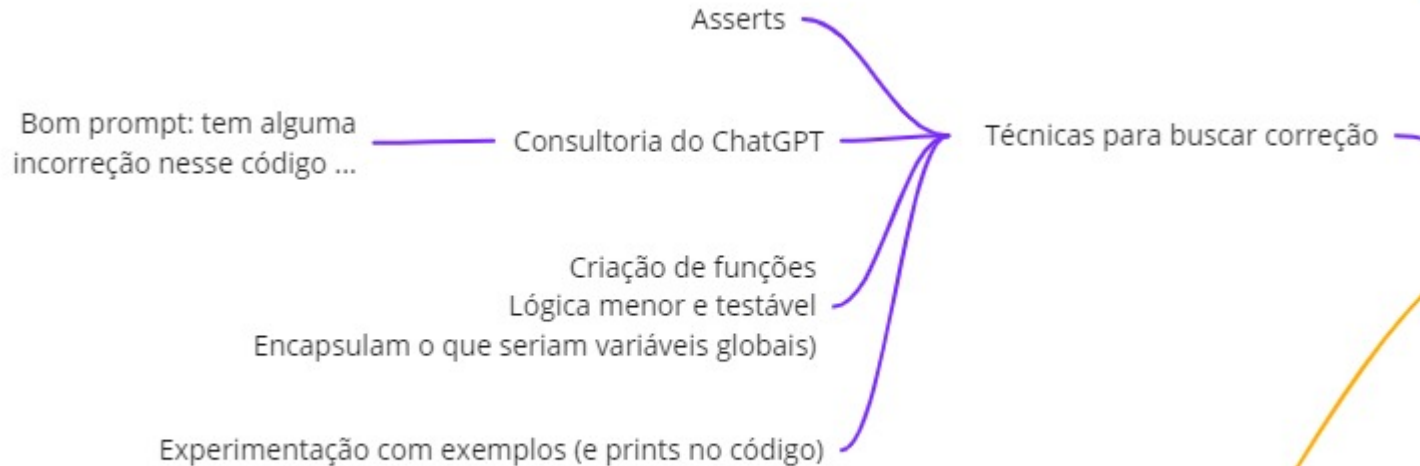 Asserts
Bom prompt: tem alguma
incorreção nesse código ...
Consultoria do ChatGPT
Técnicas para buscar correção
Criação de funções
Lógica menor e testável
Encapsulam o que seriam variáveis globais)
Experimentação com exemplos (e prints no código)